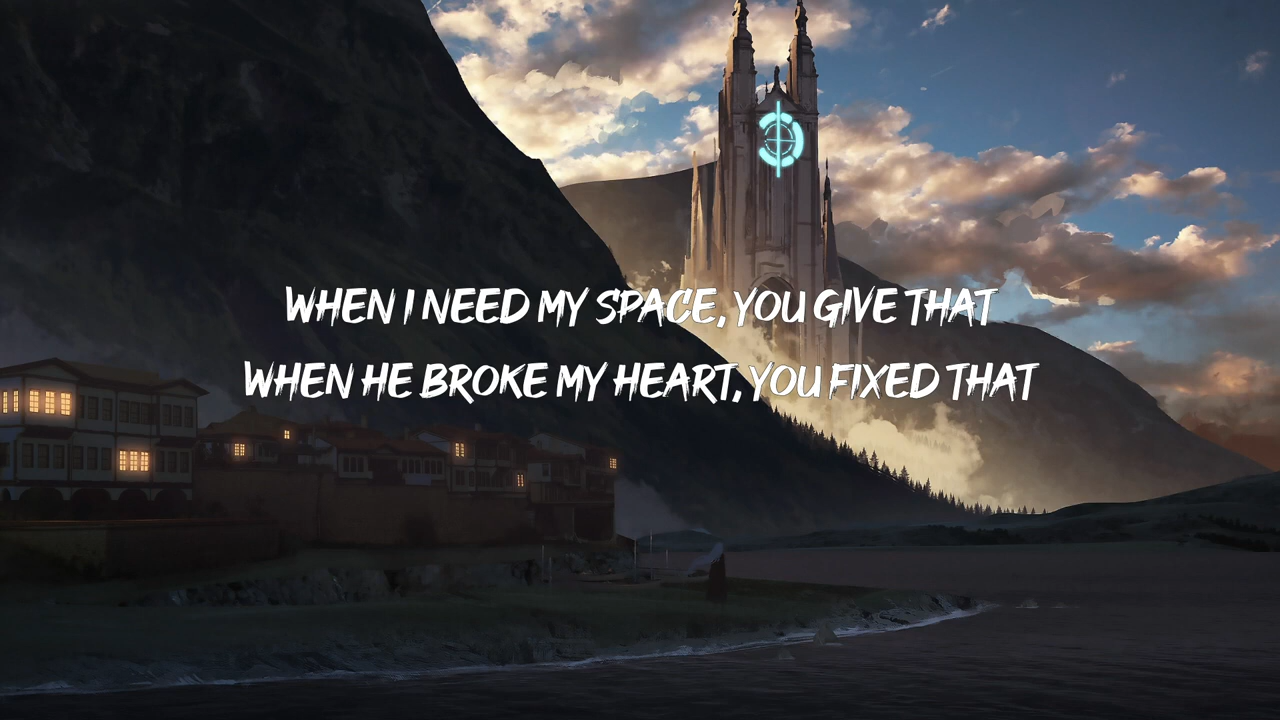 WHEN I NEED MY SPACE, YOU GIVE THAT
WHEN HE BROKE MY HEART, YOU FIXED THAT